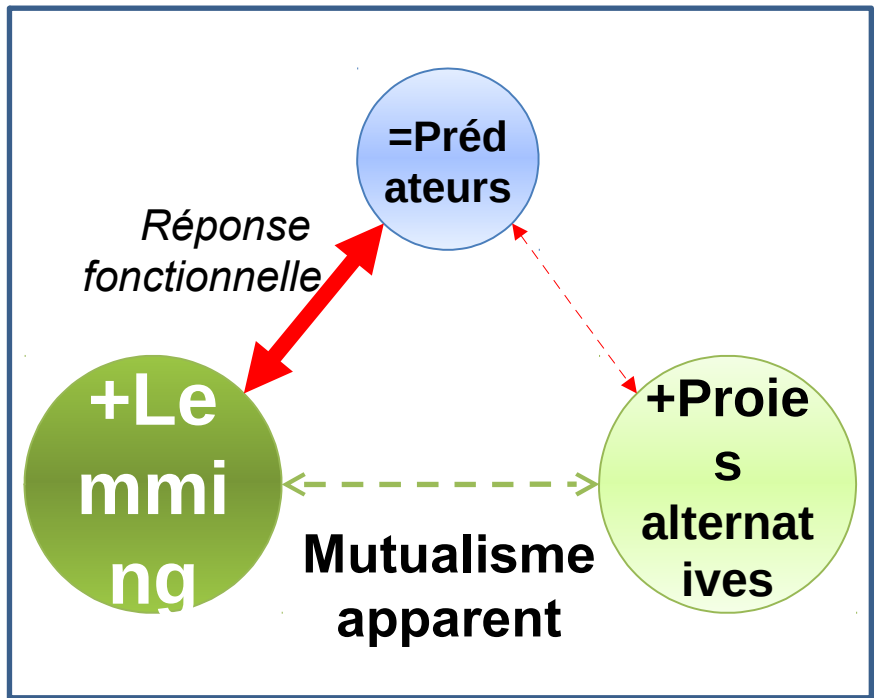 =Préd
ateurs
Réponse
fonctionnelle
+Le
mmi
ng
+Proie
s
alternat
ives
Mutualisme
apparent